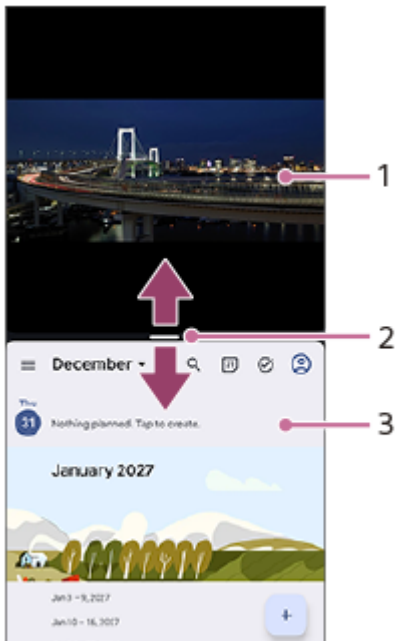 1
2
December
Thu
31
Nothing planned. Tap to create.
3
January 2027
Jan 3 – 9, 2027
Jan 10 – 16, 2027
+